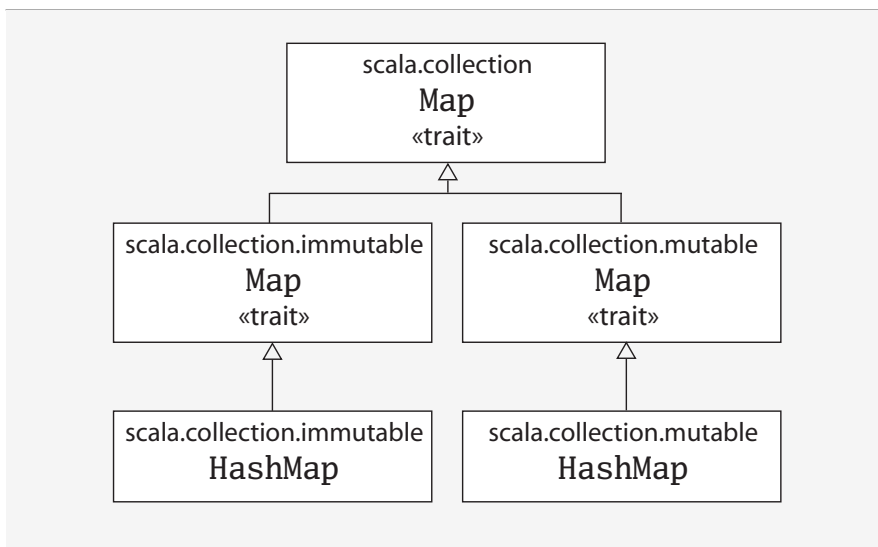 scala.collection
Map
«trait»
scala.collection.immutable
Map
«trait»
scala.collection.mutable
Map
«trait»
scala.collection.immutable
HashMap
scala.collection.mutable
HashMap